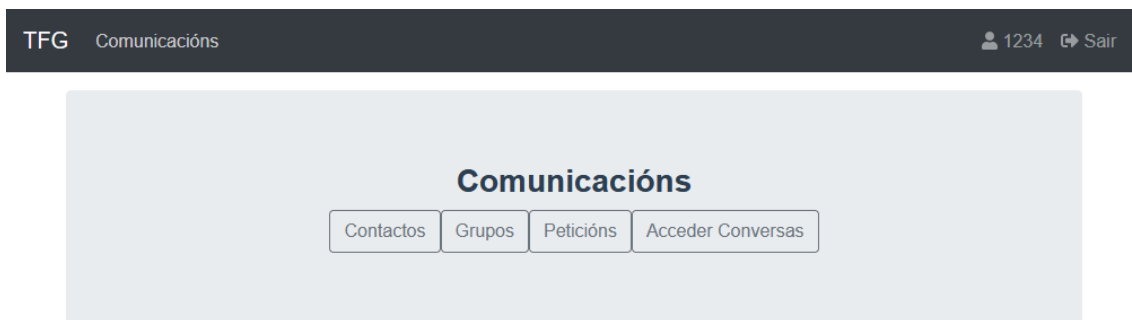 TFG Comunicacións 1234 Sair
Comunicacións
Contactos Grupos Peticións Acceder Conversas